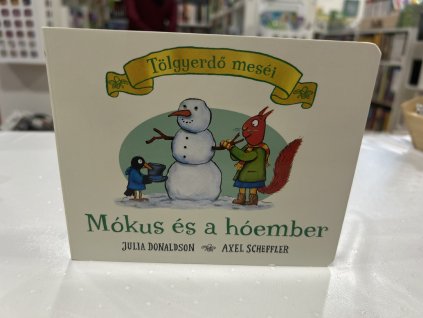 Tölgyerdő meséi
Mókus és a hóember
JULIA DONALDSON AXEL SCHEFFLER